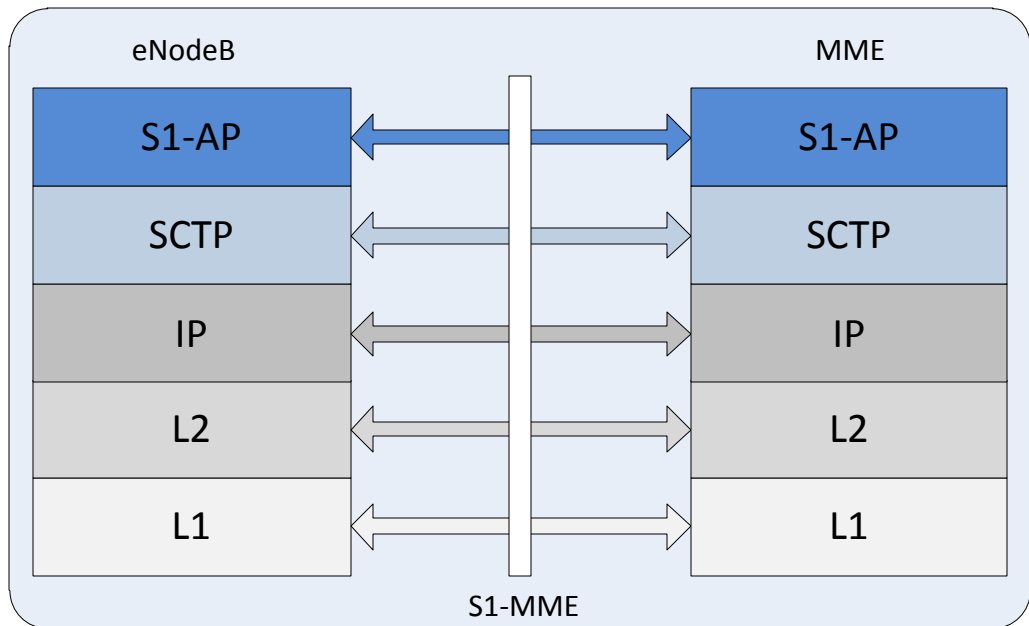 eNodeB
MME
S1-AP
S1-AP
SCTP
SCTP
IP
IP
L2
L2
L1
L1
S1-MME